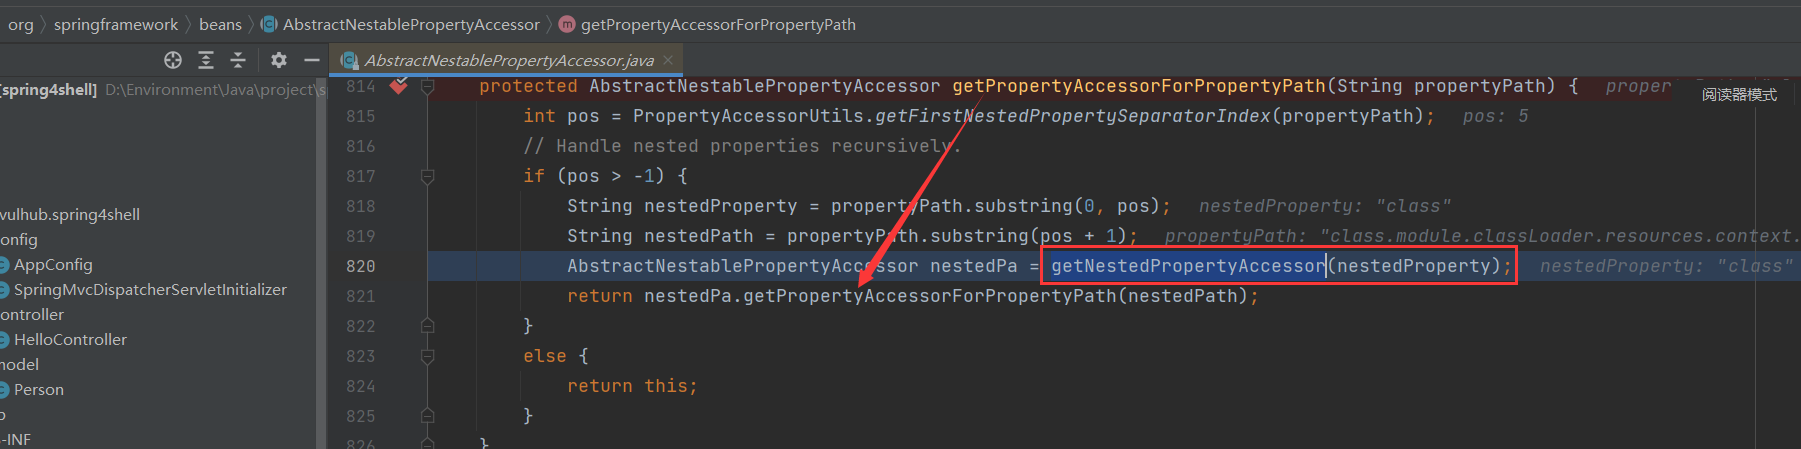 org springframework beans AbstractNestablePropertyAccessor m getPropertyAccessorForPropertyPath
AbstractNestablePropertyAccessor.java
[spring4shell] D:\Environment\Java\project\s
vulhub.spring4shell
onfig
AppConfig
SpringMvcDispatcherServletInitializer
ontroller
HelloController
model
Person
p
-INF
阅读器模式
814 protected AbstractNestablePropertyAccessor getPropertyAccessorForPropertyPath(String propertyPath) { proper
815 int pos = PropertyAccessorUtils.getFirstNestedPropertySeparatorIndex(propertyPath); pos: 5
816 // Handle nested properties recursively.
817 if (pos > -1) {
818 String nestedProperty = propertyPath.substring(0, pos); nestedProperty: "class"
819 String nestedPath = propertyPath.substring(pos + 1); propertyPath: "class.module.classLoader.resources.context.
820 AbstractNestablePropertyAccessor nestedPa = getNestedPropertyAccessor(nestedProperty); nestedProperty: "class"
821 return nestedPa.getPropertyAccessorForPropertyPath(nestedPath);
822 }
823 else {
824 return this;
825 }
826 }